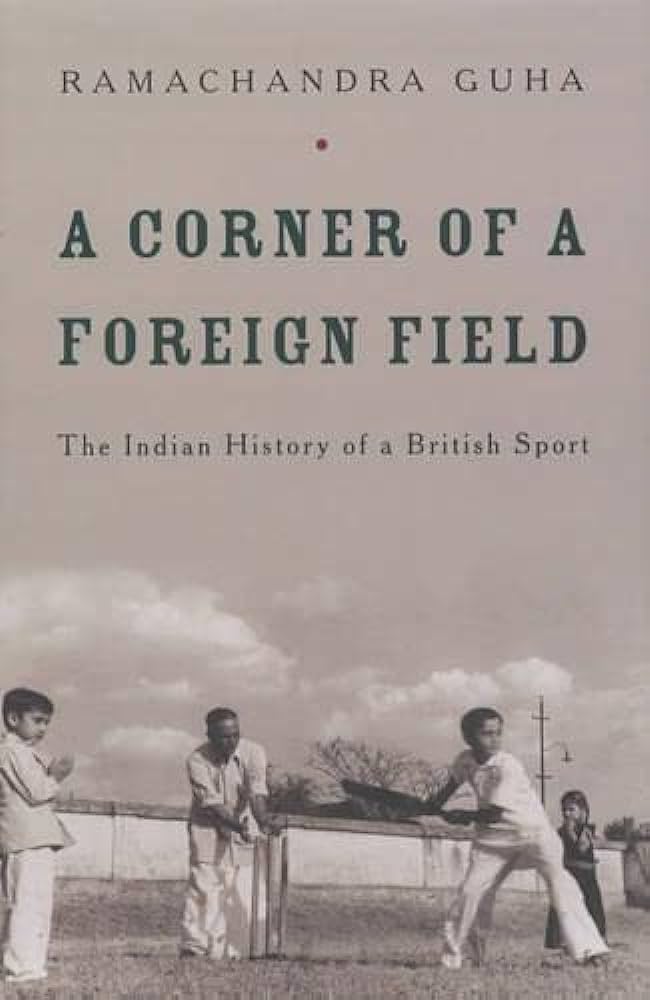 RAMACHANDRA GUHA
A CORNER OF A
FOREIGN FIELD
The Indian History of a British Sport